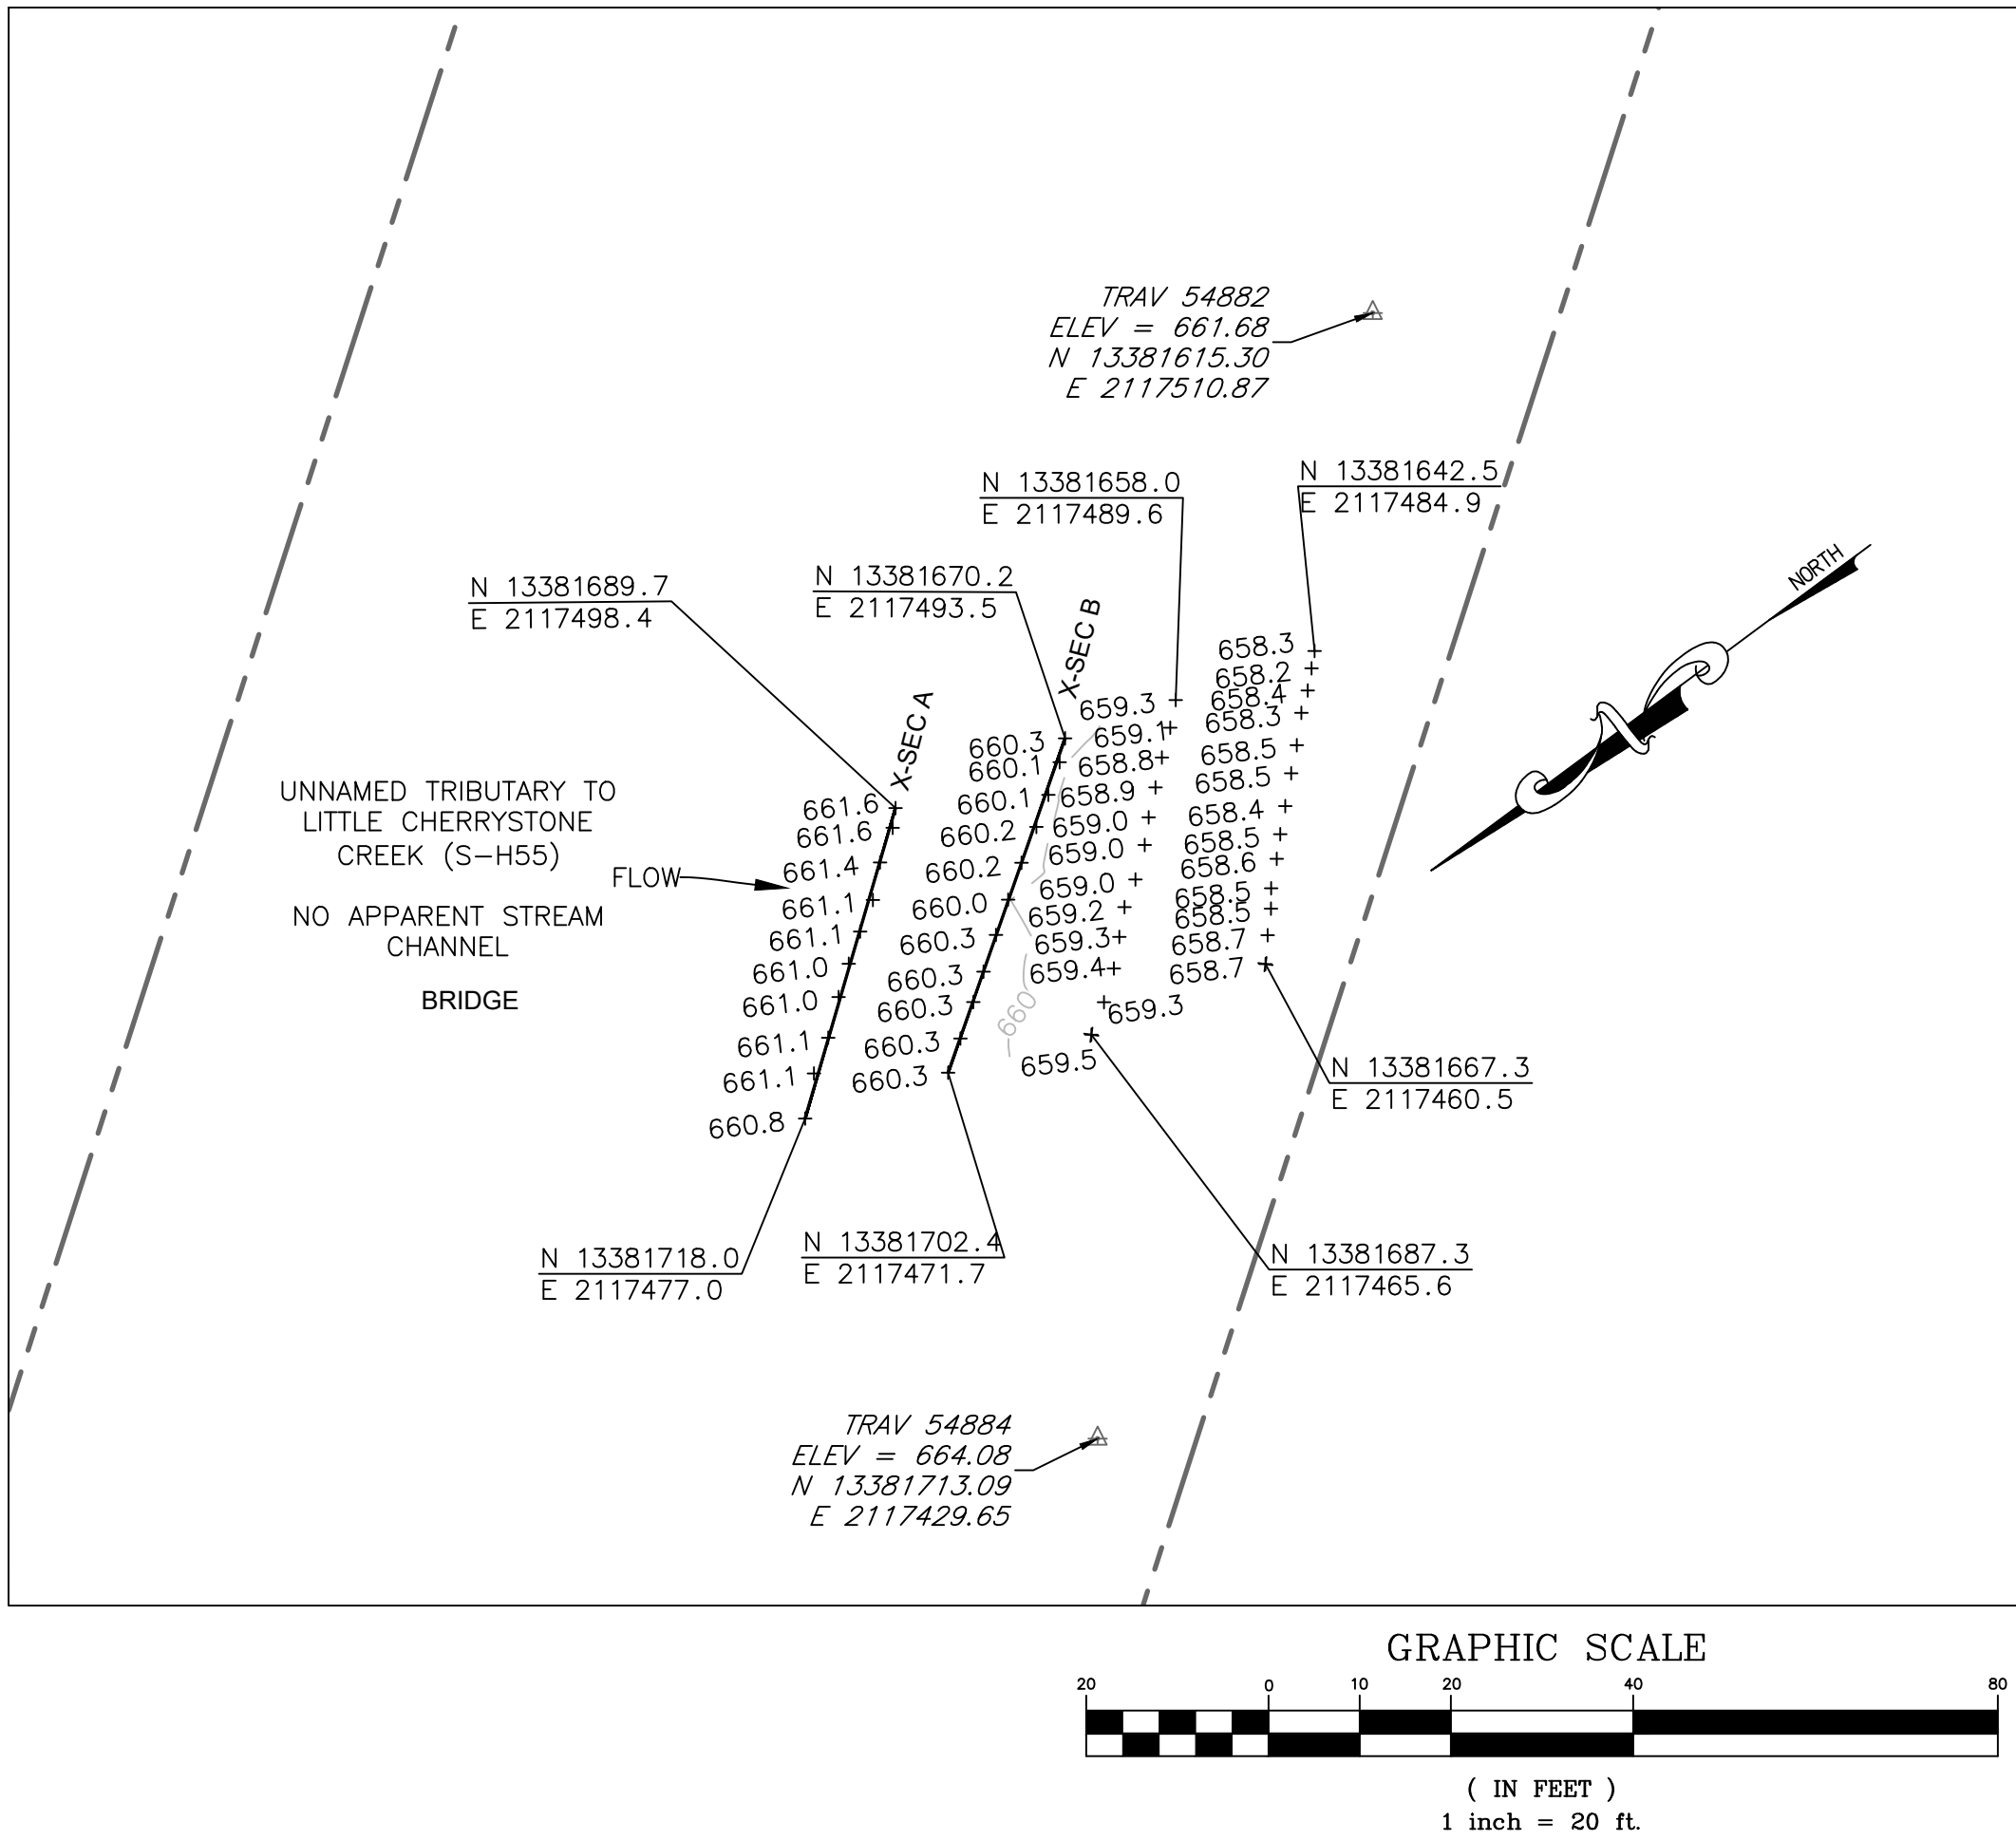 TRAV 54882
ELEV = 661.68
N 13381615.30
E 2117510.87
N 13381658.0
E 2117489.6
N 13381642.5
E 2117484.9
N 13381689.7
E 2117498.4
N 13381670.2
E 2117493.5
X-SEC A
X-SEC B
NORTH
N
UNNAMED TRIBUTARY TO
LITTLE CHERRYSTONE
CREEK (S-H55)
NO APPARENT STREAM
CHANNEL
BRIDGE
FLOW
661.6
661.6
661.4
661.1
661.1
661.0
661.0
661.1
661.1
660.8
660.3
660.1
660.1
660.2
660.2
660.0
660.3
660.3
660.3
660.3
660.3
660
659.3
659.1
658.8
658.9
659.0
659.0
659.0
659.2
659.3
659.4
659.3
659.5
658.3
658.2
658.4
658.3
658.5
658.5
658.4
658.5
658.6
658.5
658.5
658.7
658.7
N 13381667.3
E 2117460.5
N 13381718.0
E 2117477.0
N 13381702.4
E 2117471.7
N 13381687.3
E 2117465.6
TRAV 54884
ELEV = 664.08
N 13381713.09
E 2117429.65
GRAPHIC SCALE
20 0 10 20 40 80
( IN FEET )
1 inch = 20 ft.